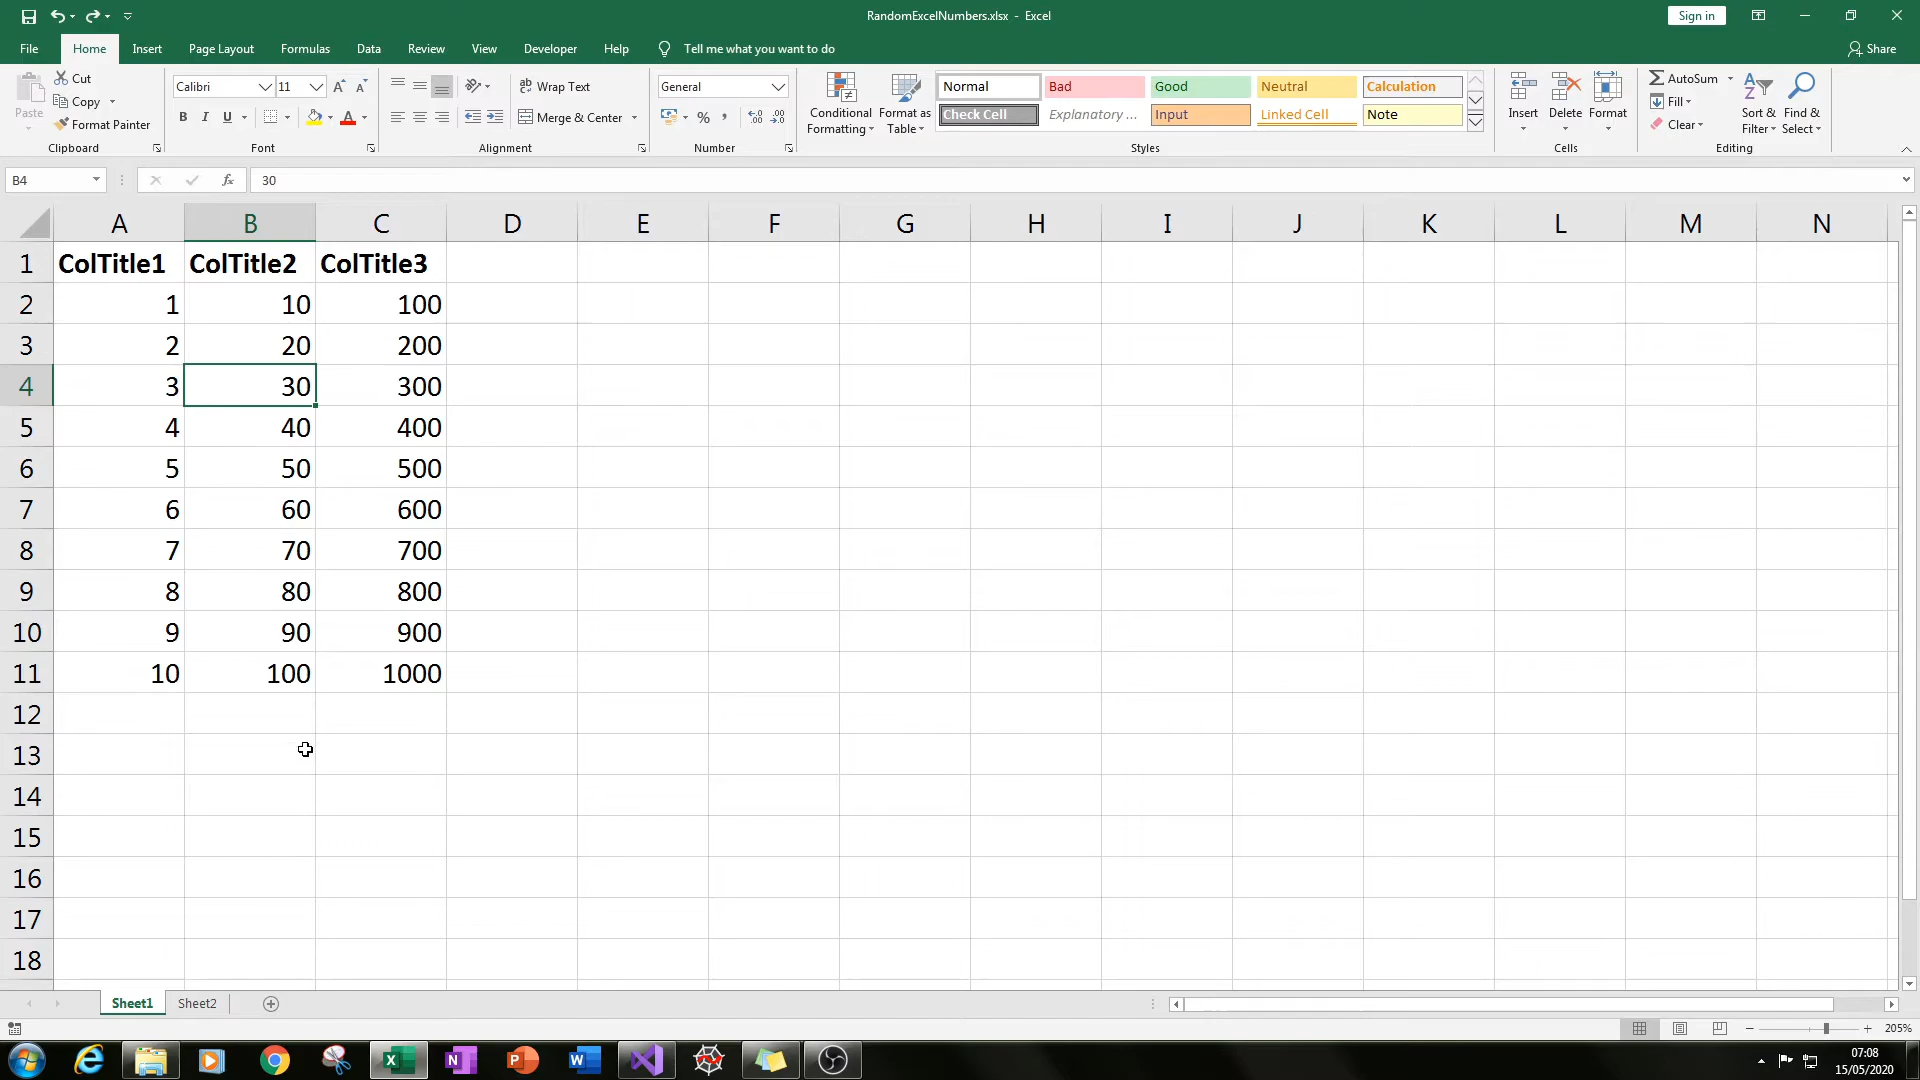 RandomExcelNumbers.xlsx - Excel
Sign in
File Home Insert Page Layout Formulas Data Review View Developer Help Tell me what you want to do Share
Paste
Cut
Copy
Format Painter
Clipboard
Calibri 11
B I U
Font
Wrap Text
Merge & Center
Alignment
General
% ,
Number
Conditional Formatting
Format as Table
Normal Bad Good Neutral Calculation
Check Cell Explanatory ... Input Linked Cell Note
Styles
Insert Delete Format
Cells
AutoSum
Fill
Clear
Sort & Filter
Find & Select
Editing
B4 fx 30
A B C D E F G H I J K L M N
1 ColTitle1 ColTitle2 ColTitle3
2 1 10 100
3 2 20 200
4 3 30 300
5 4 40 400
6 5 50 500
7 6 60 600
8 7 70 700
9 8 80 800
10 9 90 900
11 10 100 1000
12
13
14
15
16
17
18
Sheet1 Sheet2
205%
07:08
15/05/2020